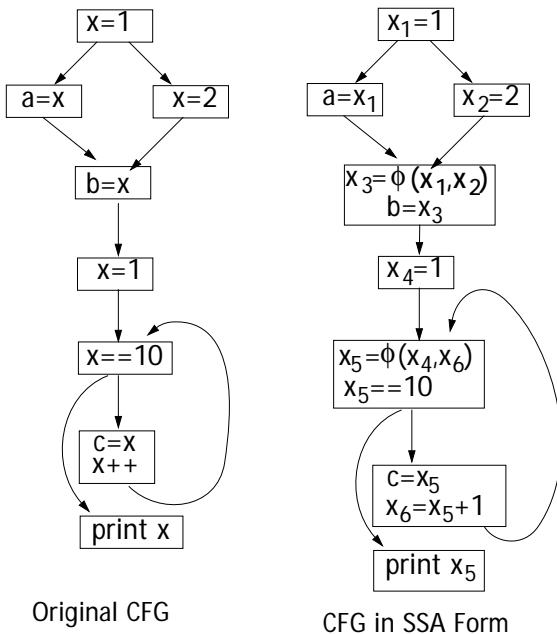 x=1
a=x
x=2
b=x
x=1
x==10
c=x
x++
print x
Original CFG
x₁=1
a=x₁
x₂=2
x₃=ϕ(x₁,x₂)
b=x₃
x₄=1
x₅=ϕ(x₄,x₆)
x₅==10
c=x₅
x₆=x₅+1
print x₅
CFG in SSA Form